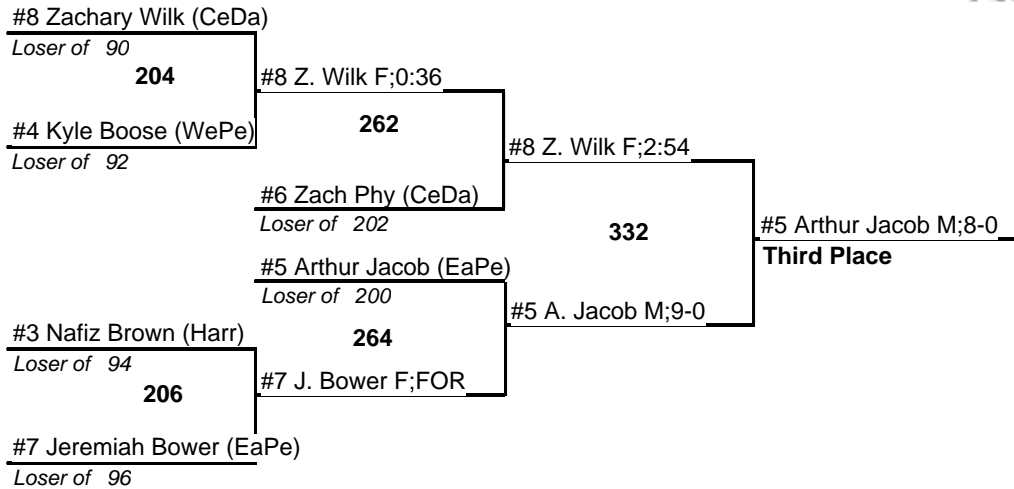 #8 Zachary Wilk (CeDa)
Loser of 90
204
#8 Z. Wilk F;0:36
#4 Kyle Boose (WePe)
Loser of 92
262
#8 Z. Wilk F;2:54
#6 Zach Phy (CeDa)
Loser of 202
332
#5 Arthur Jacob M;8-0
Third Place
#5 Arthur Jacob (EaPe)
Loser of 200
#5 A. Jacob M;9-0
#3 Nafiz Brown (Harr)
Loser of 94
264
206
#7 J. Bower F;FOR
#7 Jeremiah Bower (EaPe)
Loser of 96